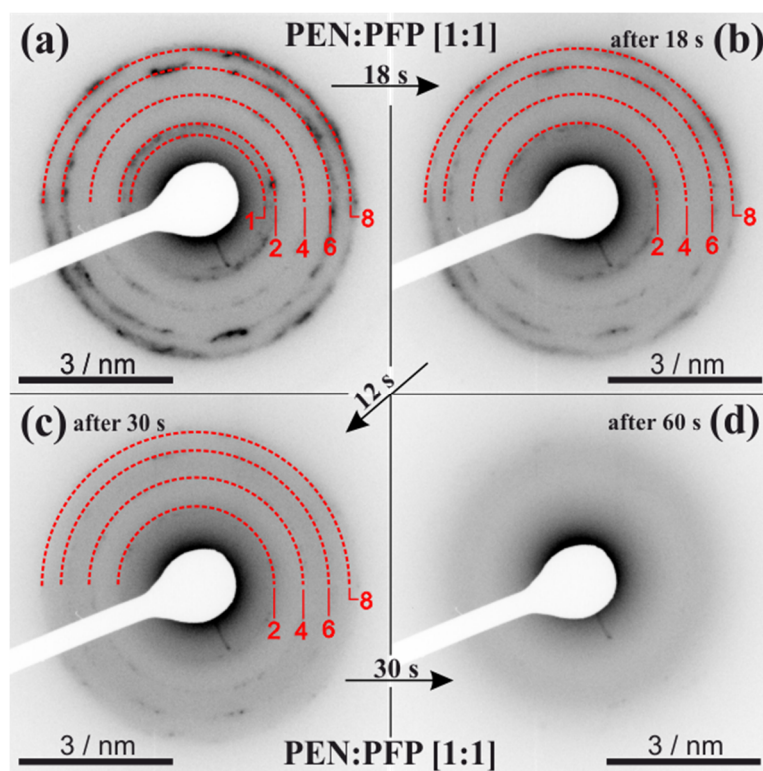 (a) PEN:PFP [1:1] after 18 s (b)
18 s
1 2 4 6 8
2 4 6 8
3 / nm
3 / nm
12 s
(c) after 30 s
after 60 s (d)
2 4 6 8
30 s
3 / nm
PEN:PFP [1:1]
3 / nm